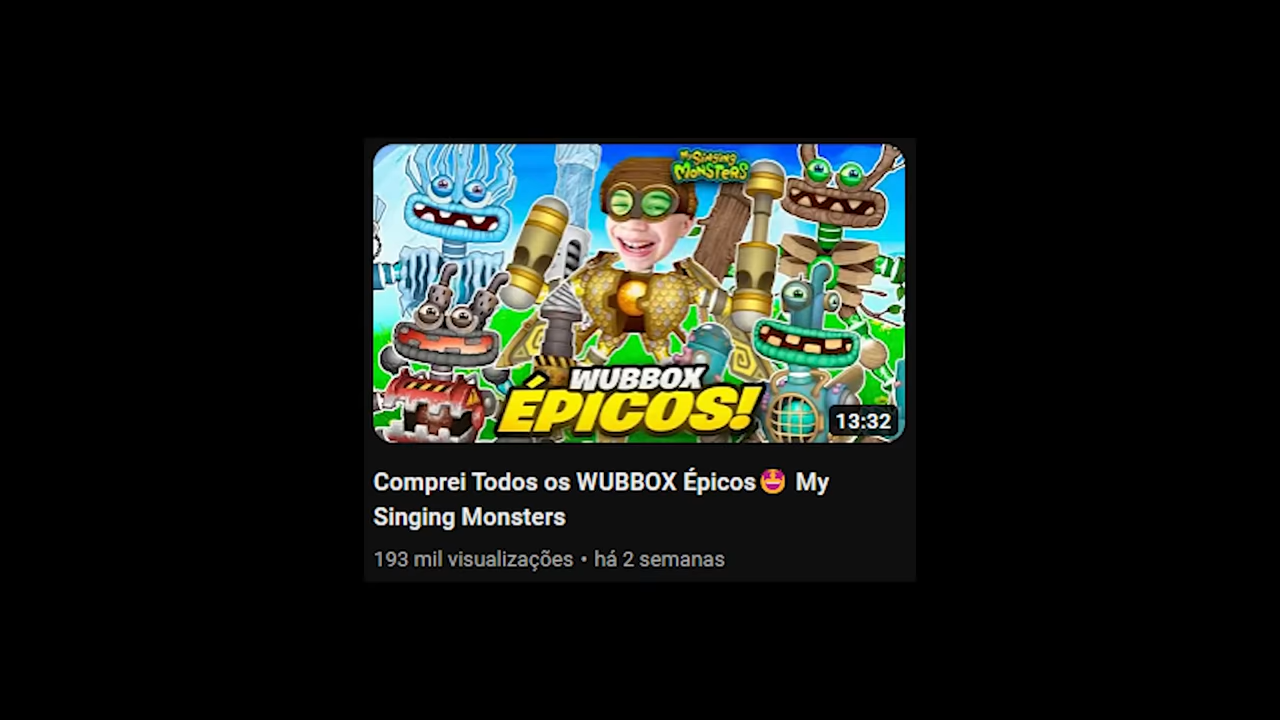 My Singing
MONSTERS
WUBBOX
ÉPICOS!
13:32
Comprei Todos os WUBBOX Épicos🤩 My
Singing Monsters
193 mil visualizações • há 2 semanas